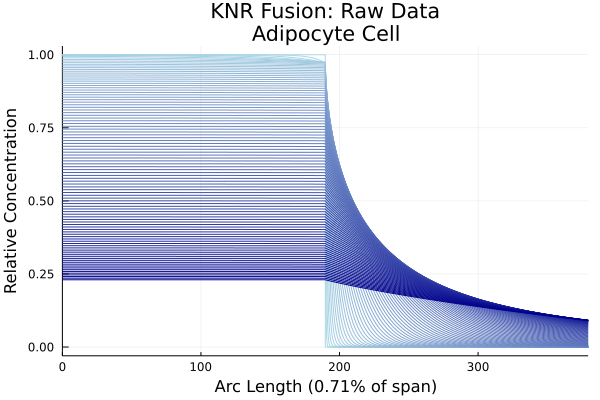 KNR Fusion: Raw Data
Adipocyte Cell
Relative Concentration
1.00
0.75
0.50
0.25
0.00
0 100 200 300
Arc Length (0.71% of span)